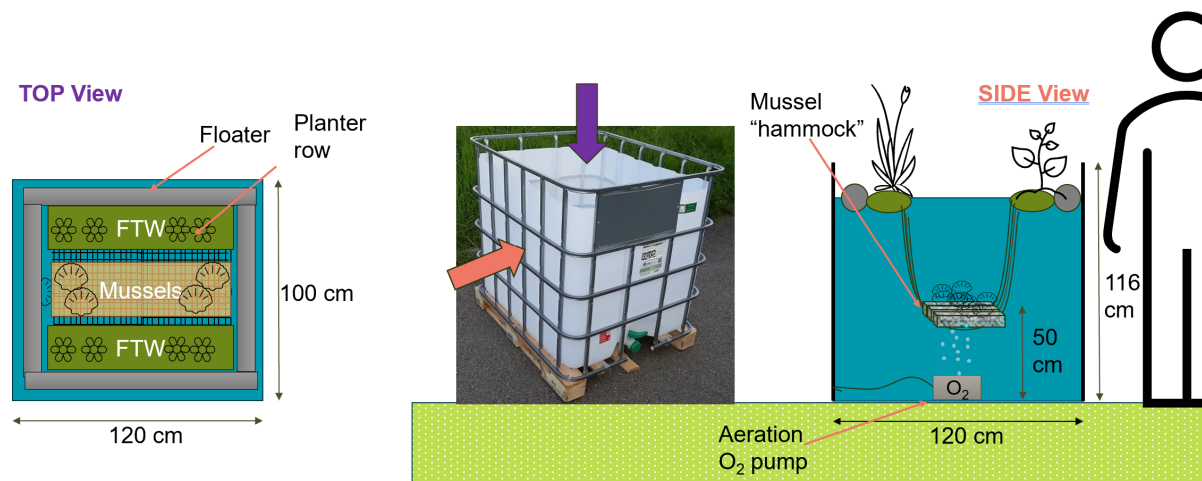 TOP View
Floater
Planter
row
FTW
Mussels
FTW
100 cm
120 cm
SIDE View
Mussel
“hammock”
116
cm
50
cm
O₂
120 cm
Aeration
O₂ pump